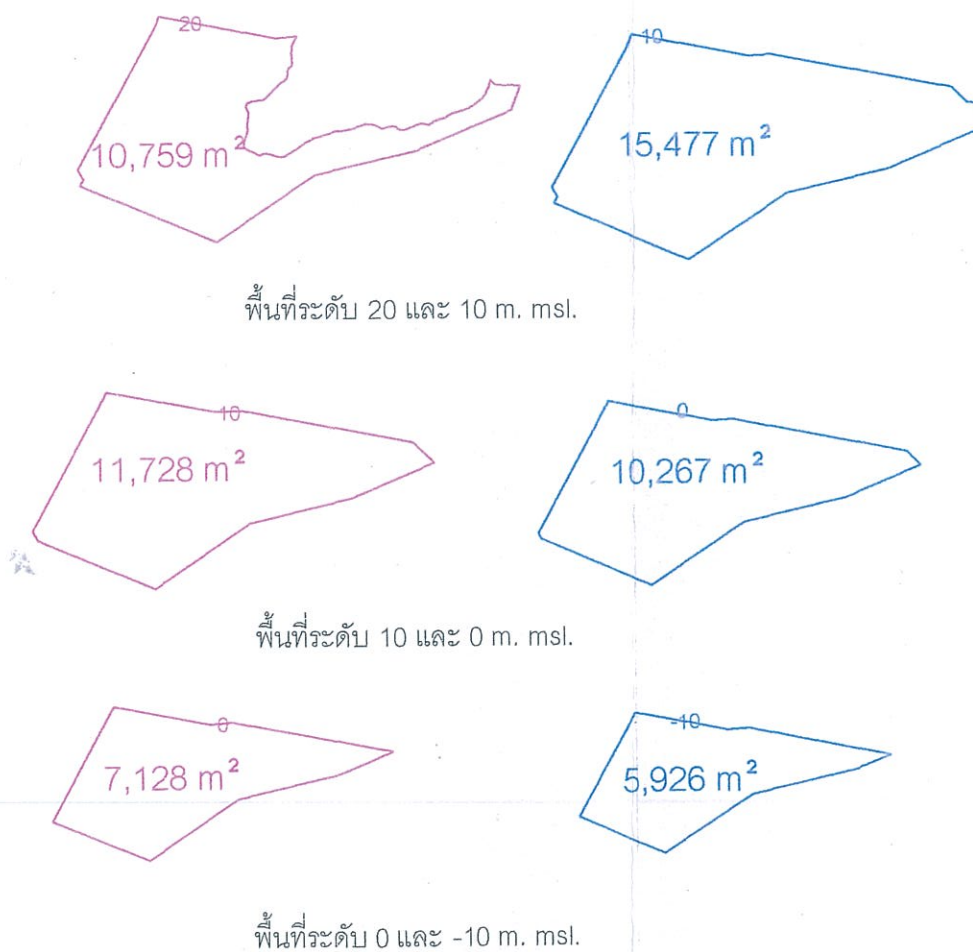 20
10
10,759 m²
15,477 m²
พื้นที่ระดับ 20 และ 10 m. msl.
10
0
11,728 m²
10,267 m²
พื้นที่ระดับ 10 และ 0 m. msl.
0
-10
7,128 m²
5,926 m²
พื้นที่ระดับ 0 และ -10 m. msl.